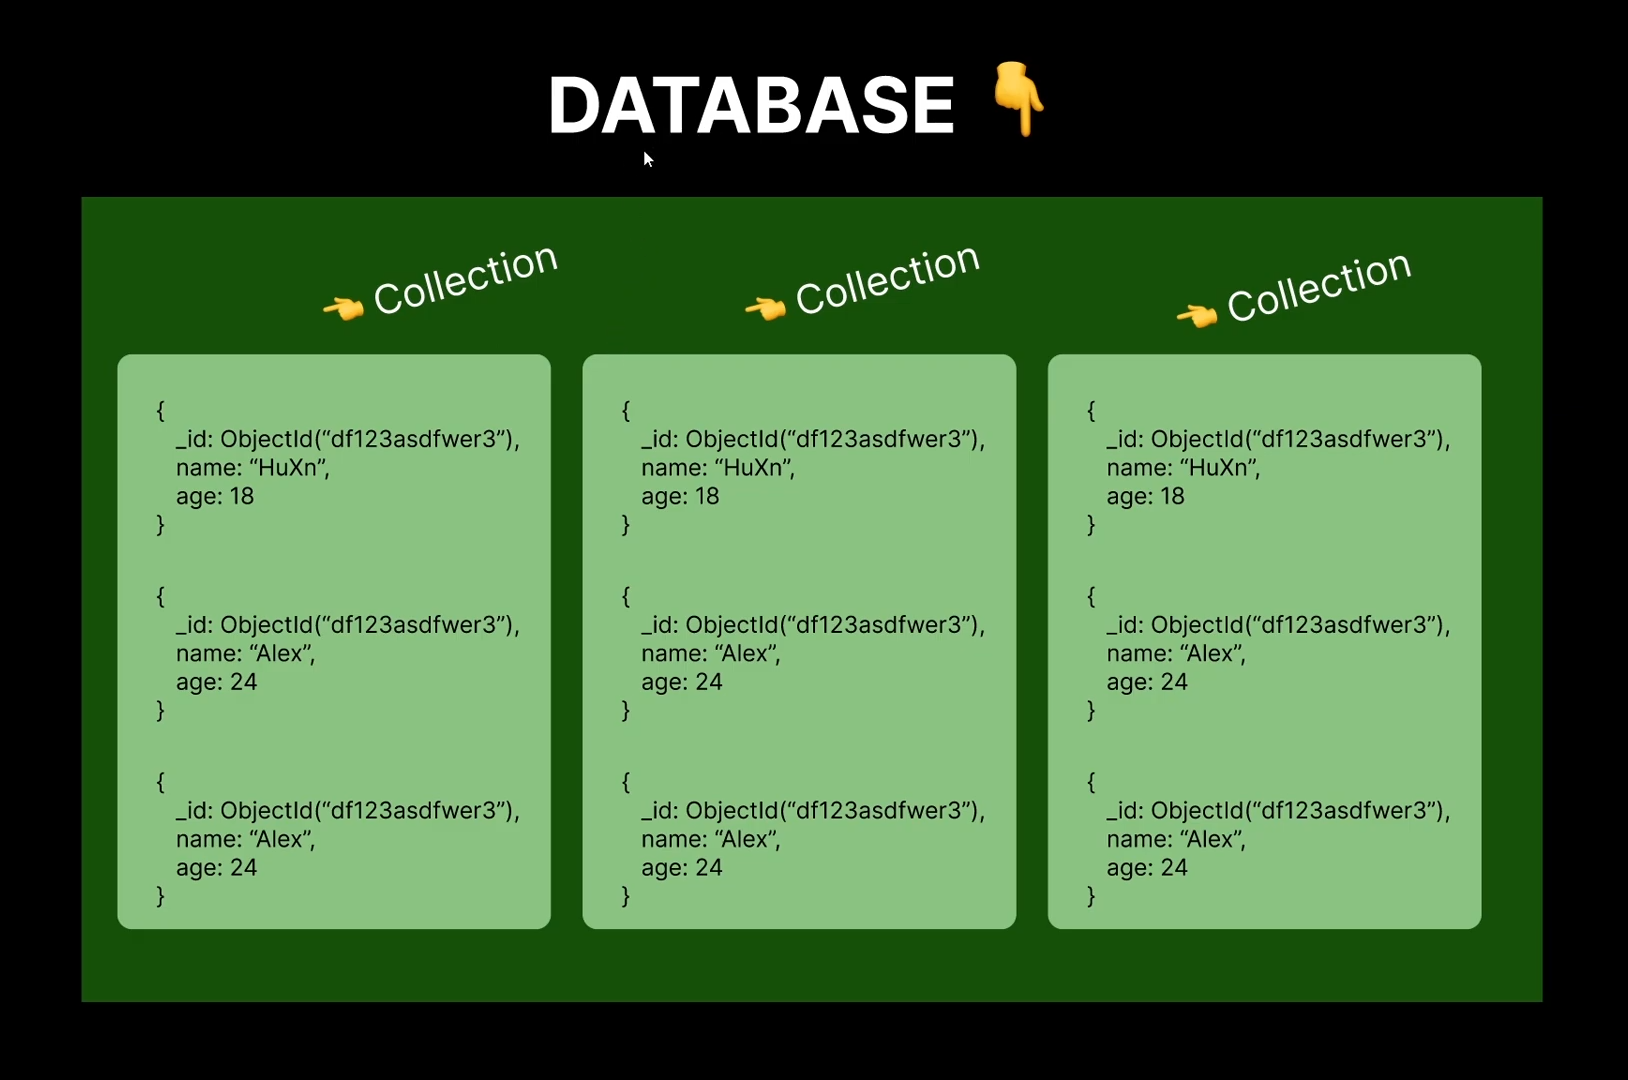 DATABASE 👇
👈 Collection
{
_id: ObjectId(“df123asdfwer3”),
name: “HuXn”,
age: 18
}
{
_id: ObjectId(“df123asdfwer3”),
name: “Alex”,
age: 24
}
{
_id: ObjectId(“df123asdfwer3”),
name: “Alex”,
age: 24
}
👈 Collection
{
_id: ObjectId(“df123asdfwer3”),
name: “HuXn”,
age: 18
}
{
_id: ObjectId(“df123asdfwer3”),
name: “Alex”,
age: 24
}
{
_id: ObjectId(“df123asdfwer3”),
name: “Alex”,
age: 24
}
👈 Collection
{
_id: ObjectId(“df123asdfwer3”),
name: “HuXn”,
age: 18
}
{
_id: ObjectId(“df123asdfwer3”),
name: “Alex”,
age: 24
}
{
_id: ObjectId(“df123asdfwer3”),
name: “Alex”,
age: 24
}